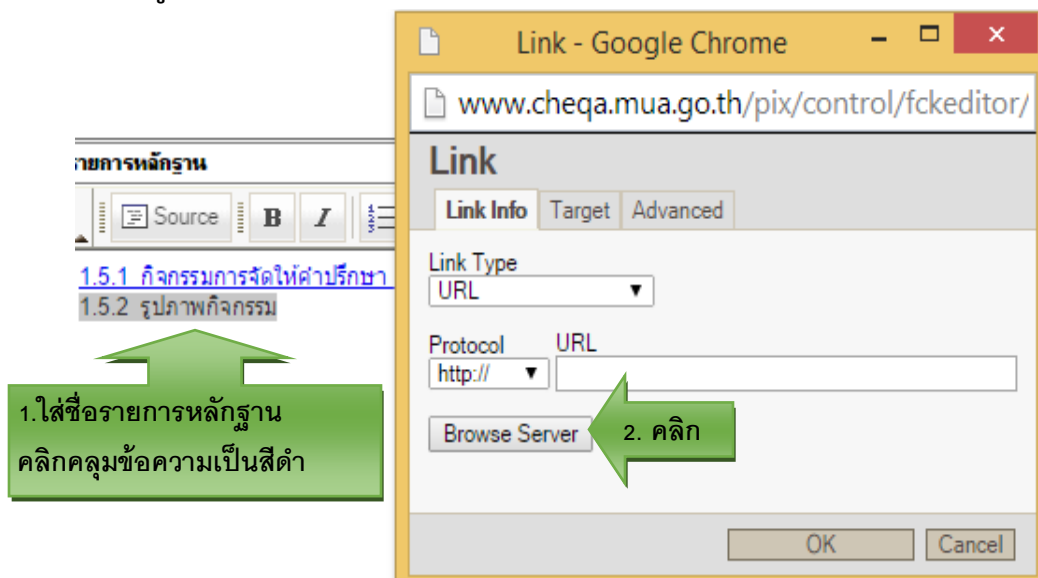 Link - Google Chrome
www.cheqa.mua.go.th/pix/control/fckeditor/
รายการหลักฐาน
Source B I
1.5.1 กิจกรรมการจัดให้คำปรึกษา
1.5.2 รูปภาพกิจกรรม
1.ใส่ชื่อรายการหลักฐาน
คลิกคลุมข้อความเป็นสีดำ
Link
Link Info Target Advanced
Link Type
URL
Protocol URL
http://
Browse Server
2. คลิก
OK Cancel